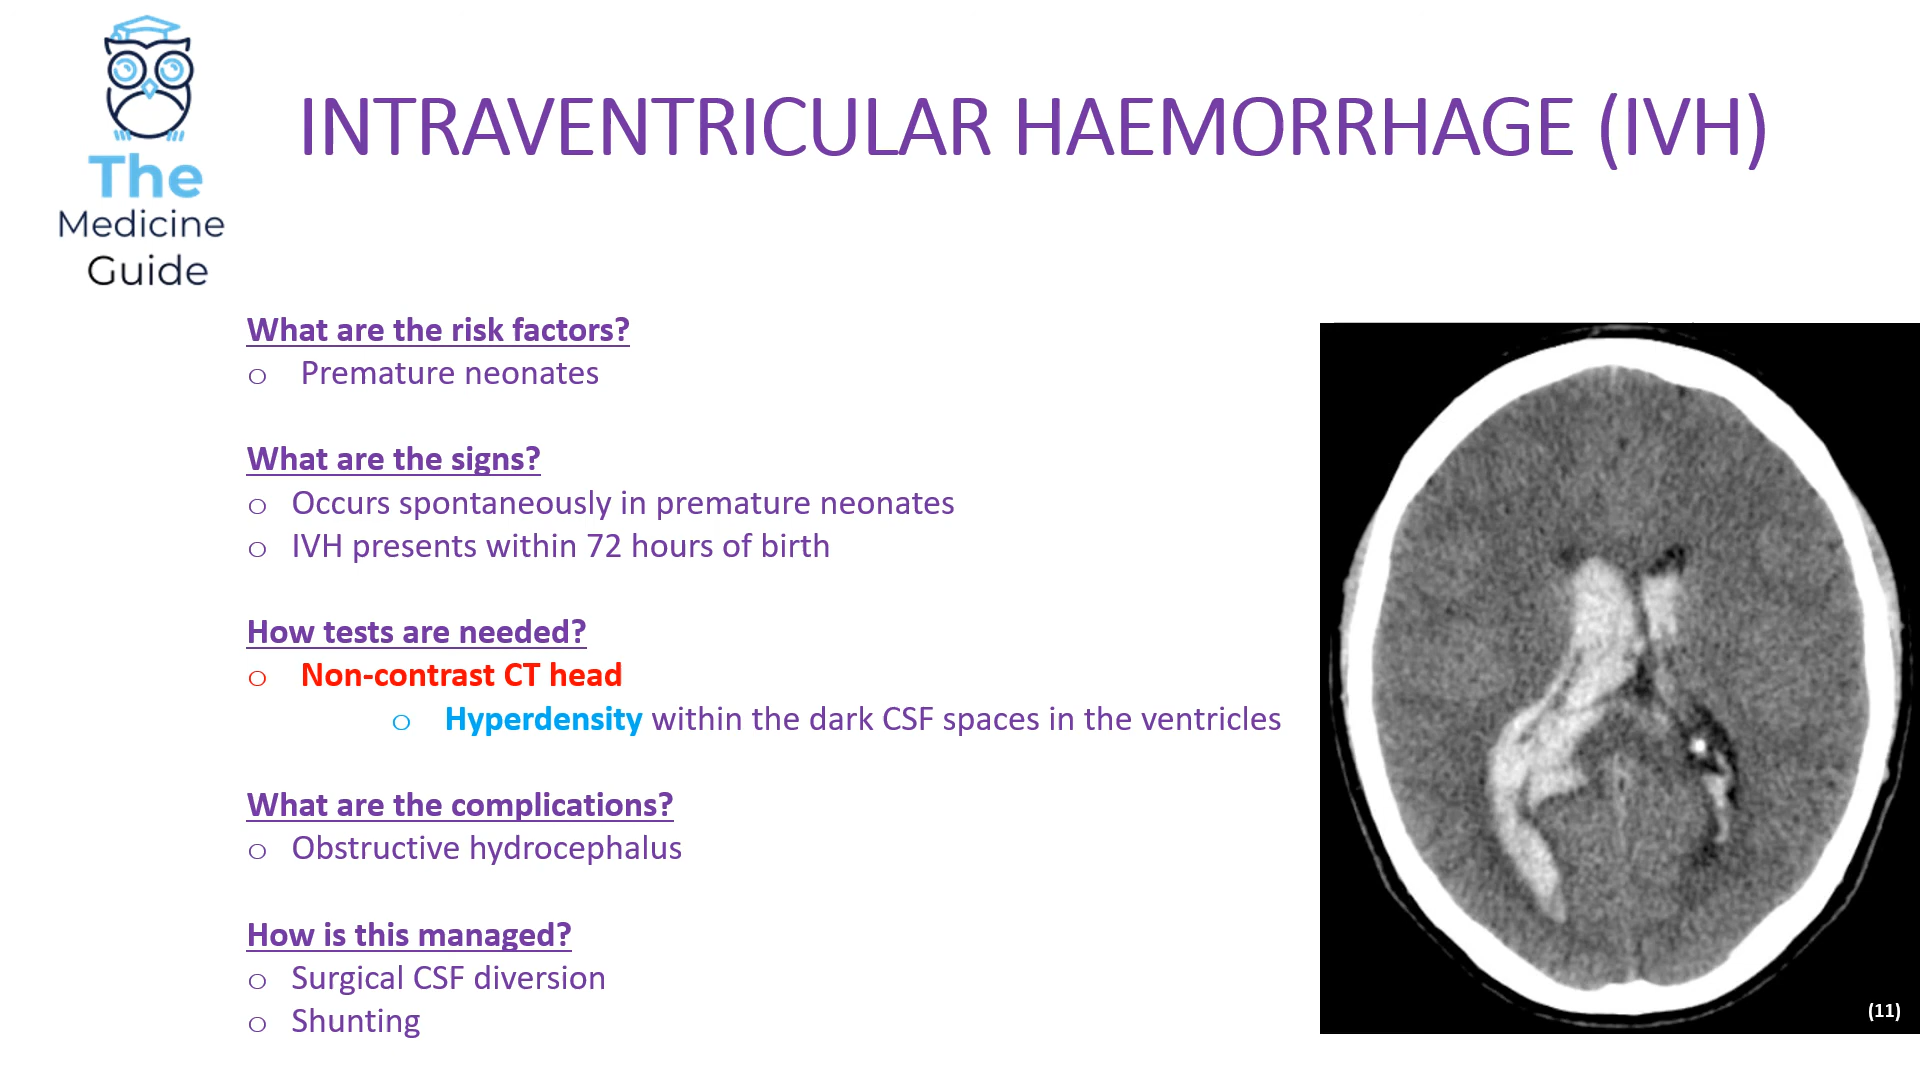 The
Medicine
Guide
INTRAVENTRICULAR HAEMORRHAGE (IVH)
What are the risk factors?
o Premature neonates
What are the signs?
o Occurs spontaneously in premature neonates
o IVH presents within 72 hours of birth
How tests are needed?
o Non-contrast CT head
o Hyperdensity within the dark CSF spaces in the ventricles
What are the complications?
o Obstructive hydrocephalus
How is this managed?
o Surgical CSF diversion
o Shunting
(11)